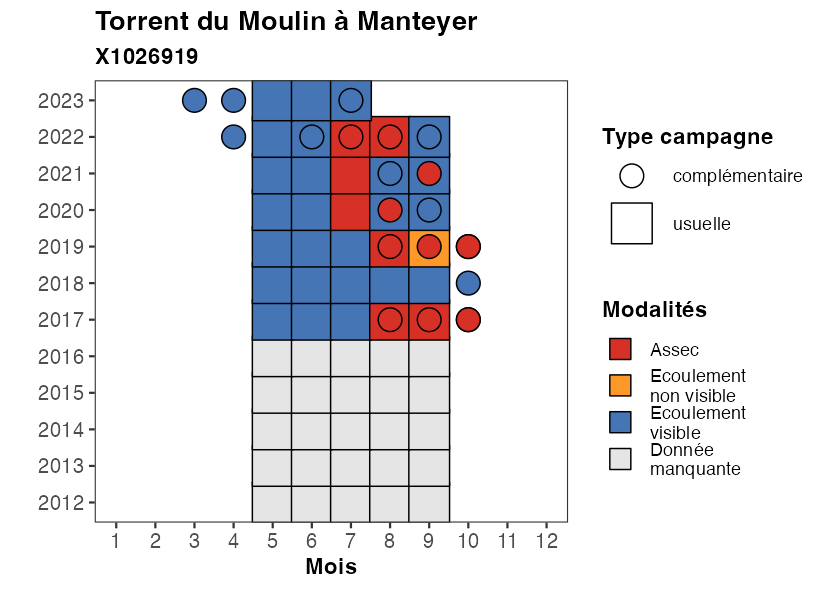 Torrent du Moulin à Manteyer
X1026919
2023
2022
2021
2020
2019
2018
2017
2016
2015
2014
2013
2012
1 2 3 4 5 6 7 8 9 10 11 12
Mois
Type campagne
complémentaire
usuelle
Modalités
Assec
Ecoulement
non visible
Ecoulement
visible
Donnée
manquante